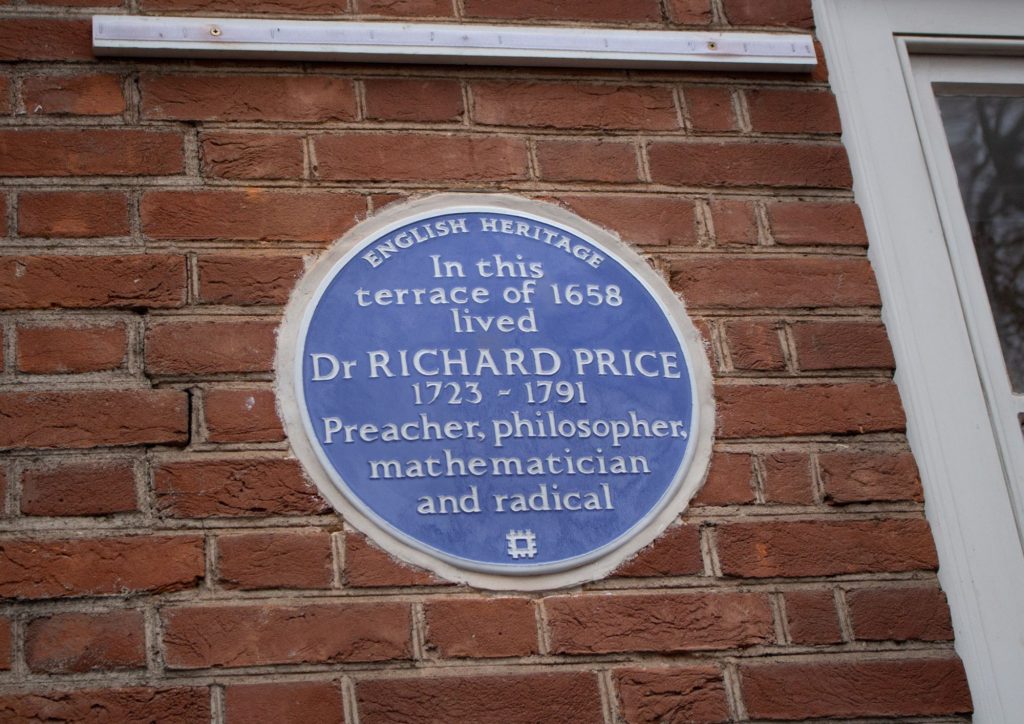 ENGLISH HERITAGE
In this
terrace of 1658
lived
Dr RICHARD PRICE
1723 - 1791
Preacher, philosopher,
mathematician
and radical